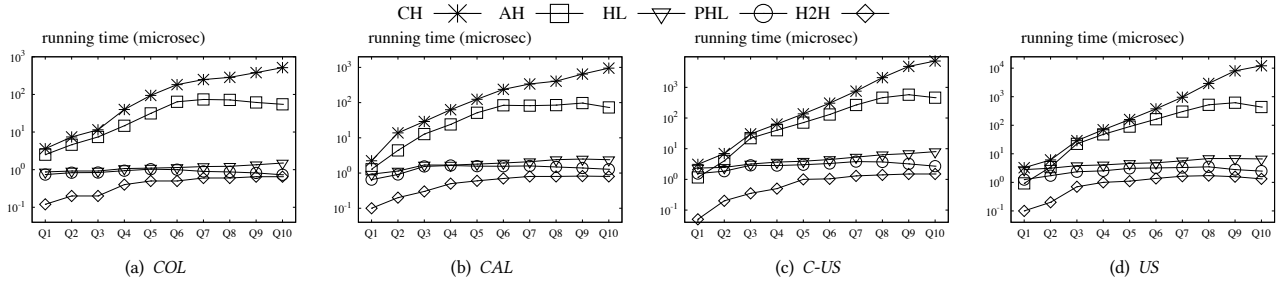 CH AH HL PHL H2H
running time (microsec) running time (microsec) running time (microsec) running time (microsec)
10^3 10^3 10^3 10^4
10^2 10^2 10^2 10^3
10^1 10^1 10^1 10^2
10^0 10^0 10^0 10^1
10^-1 10^-1 10^-1 10^0
10^-1
Q1 Q2 Q3 Q4 Q5 Q6 Q7 Q8 Q9 Q10 Q1 Q2 Q3 Q4 Q5 Q6 Q7 Q8 Q9 Q10 Q1 Q2 Q3 Q4 Q5 Q6 Q7 Q8 Q9 Q10 Q1 Q2 Q3 Q4 Q5 Q6 Q7 Q8 Q9 Q10
(a) COL (b) CAL (c) C-US (d) US